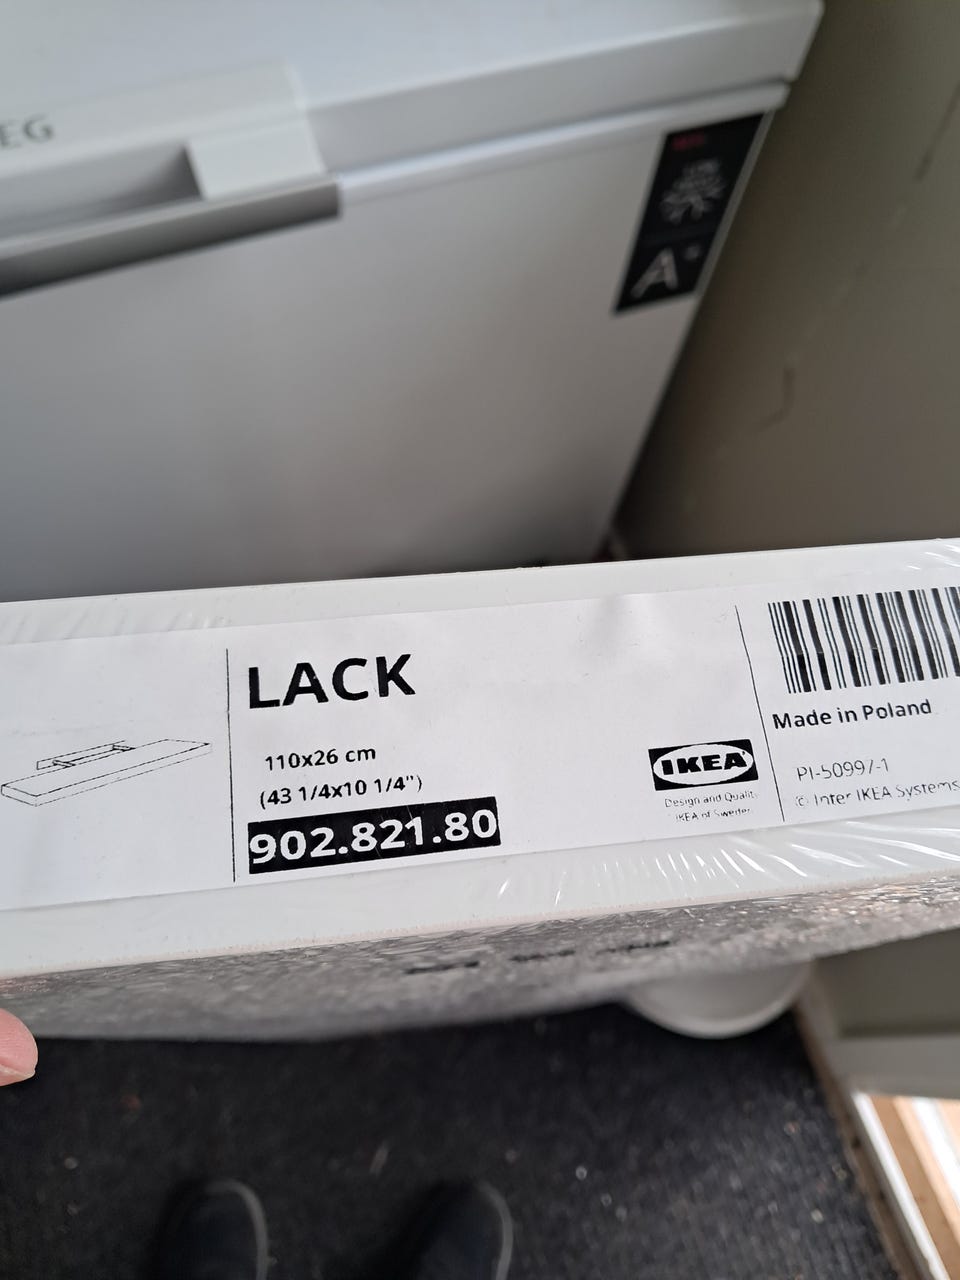 EG
A+
LACK
110x26 cm
(43 1/4x10 1/4")
902.821.80
IKEA
Design and Quality
IKEA of Sweden
Made in Poland
© Inter IKEA Systems